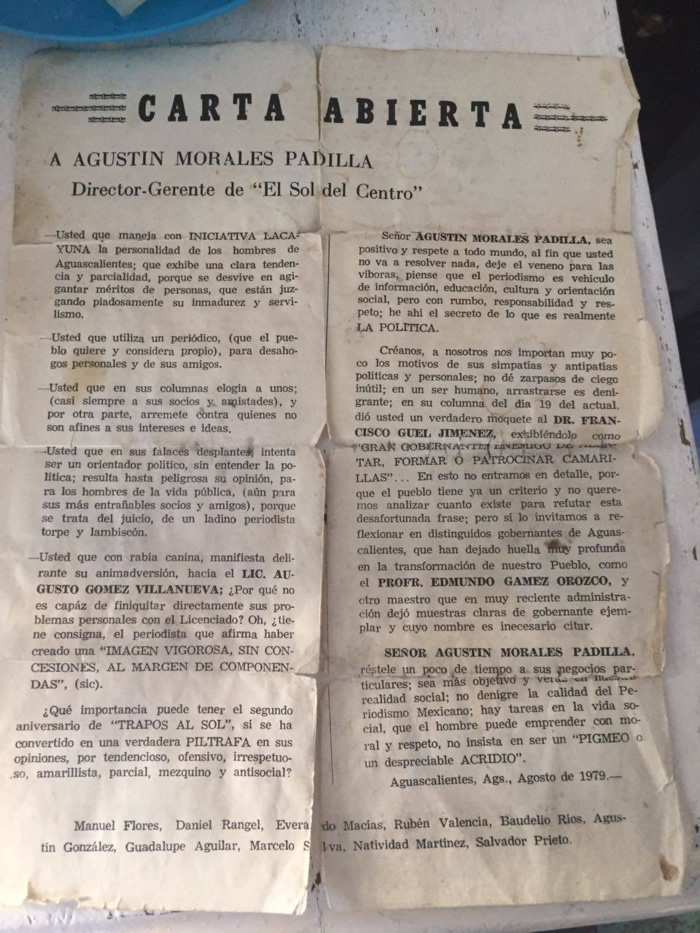 CARTA ABIERTA
A AGUSTIN MORALES PADILLA
Director-Gerente de "El Sol del Centro"
—Usted que maneja con INICIATIVA LACA-
YUNA la personalidad de los hombres de
Aguascalientes; que exhibe una clara tenden-
cia y parcialidad, porque se desvive en agi-
gantar méritos de personas, que están juz-
gando piadosamente su inmadurez y servi-
lismo.
—Usted que utiliza un periódico, (que el pue-
blo quiere y considera propio), para desaho-
gos personales y de sus amigos.
—Usted que en sus columnas elogia a unos;
(casi siempre a sus socios y amistades), y
por otra parte, arremete contra quienes no
son afines a sus intereses e ideas.
—Usted que en sus falaces desplantes, intenta
ser un orientador politico, sin entender la po-
litica; resulta hasta peligrosa su opinión, pa-
ra los hombres de la vida pública, (aún para
sus más entrañables socios y amigos), porque
se trata del juicio, de un ladino periodista
torpe y lambiscón.
—Usted que con rabia canina, manifiesta deli-
rante su animadversión, hacia el LIC. AU-
GUSTO GOMEZ VILLANUEVA; ¿Por qué no
es capáz de finiquitar directamente sus pro-
blemas personales con el Licenciado? Oh, ¿tie-
ne consigna, el periodista que afirma haber
creado una "IMAGEN VIGOROSA, SIN CON-
CESIONES, AL MARGEN DE COMPONEN-
DAS", (sic).
¿Qué importancia puede tener el segundo
aniversario de "TRAPOS AL SOL", si se ha
convertido en una verdadera PILTRAFA en sus
opiniones, por tendencioso, ofensivo, irrespetuo-
so, amarillista, parcial, mezquino y antisocial?
Señor AGUSTIN MORALES PADILLA, sea
positivo y respete a todo mundo, al fin que usted
no va a resolver nada, deje el veneno para las
viboras, piense que el periodismo es vehículo
de información, educación, cultura y orientación
social, pero con rumbo, responsabilidad y res-
peto; he ahi el secreto de lo que es realmente
LA POLITICA.
Créanos, a nosotros nos importan muy po-
co los motivos de sus simpatias y antipatias
politicas y personales; no dé zarpasos de ciego
inútil; en un ser humano, arrastrarse es deni-
grante; en su columna del dia 19 del actual,
dió usted un verdadero moquete al DR. FRAN-
CISCO GUEL JIMENEZ, exhibiéndolo como
"GRAN GOBERNANTE ENEMIGO DE
TAR, FORMAR O PATROCINAR CAMARI-
LLAS"... En esto no entramos en detalle, por-
que el pueblo tiene ya un criterio y no quere-
mos analizar cuanto existe para refutar esta
desafortunada frase; pero si lo invitamos a re-
flexionar en distinguidos gobernantes de Aguas-
calientes, que han dejado huella muy profunda
en la transformación de nuestro Pueblo, como
el PROFR. EDMUNDO GAMEZ OROZCO, y
otro maestro que en muy reciente administra-
ción dejó muestras claras de gobernante ejem-
plar y cuyo nombre es inecesario citar.
SEÑOR AGUSTIN MORALES PADILLA,
réstele un poco de tiempo a sus negocios par-
ticulares; sea más objetivo y verá en nuestra
realidad social; no denigre la calidad del Pe-
riodismo Mexicano; hay tareas en la vida so-
cial, que el hombre puede emprender con mo-
ral y respeto, no insista en ser un "PIGMEO o
un despreciable ACRIDIO".
Aguascalientes, Ags., Agosto de 1979.—
Manuel Flores, Daniel Rangel, Everardo Macías, Rubén Valencia, Baudelio Rios, Agus-
tín González, Guadalupe Aguilar, Marcelo Silva, Natividad Martínez, Salvador Prieto.